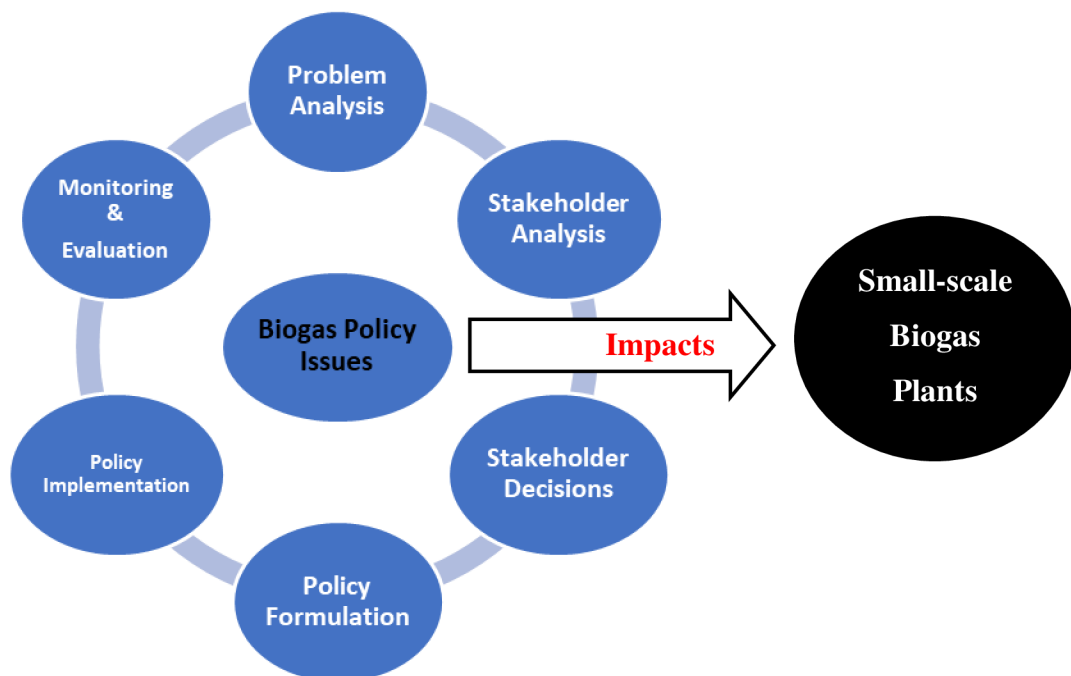 Problem
Analysis
Stakeholder
Analysis
Stakeholder
Decisions
Policy
Formulation
Policy
Implementation
Monitoring
&
Evaluation
Biogas Policy
Issues
Impacts
Small-scale
Biogas
Plants